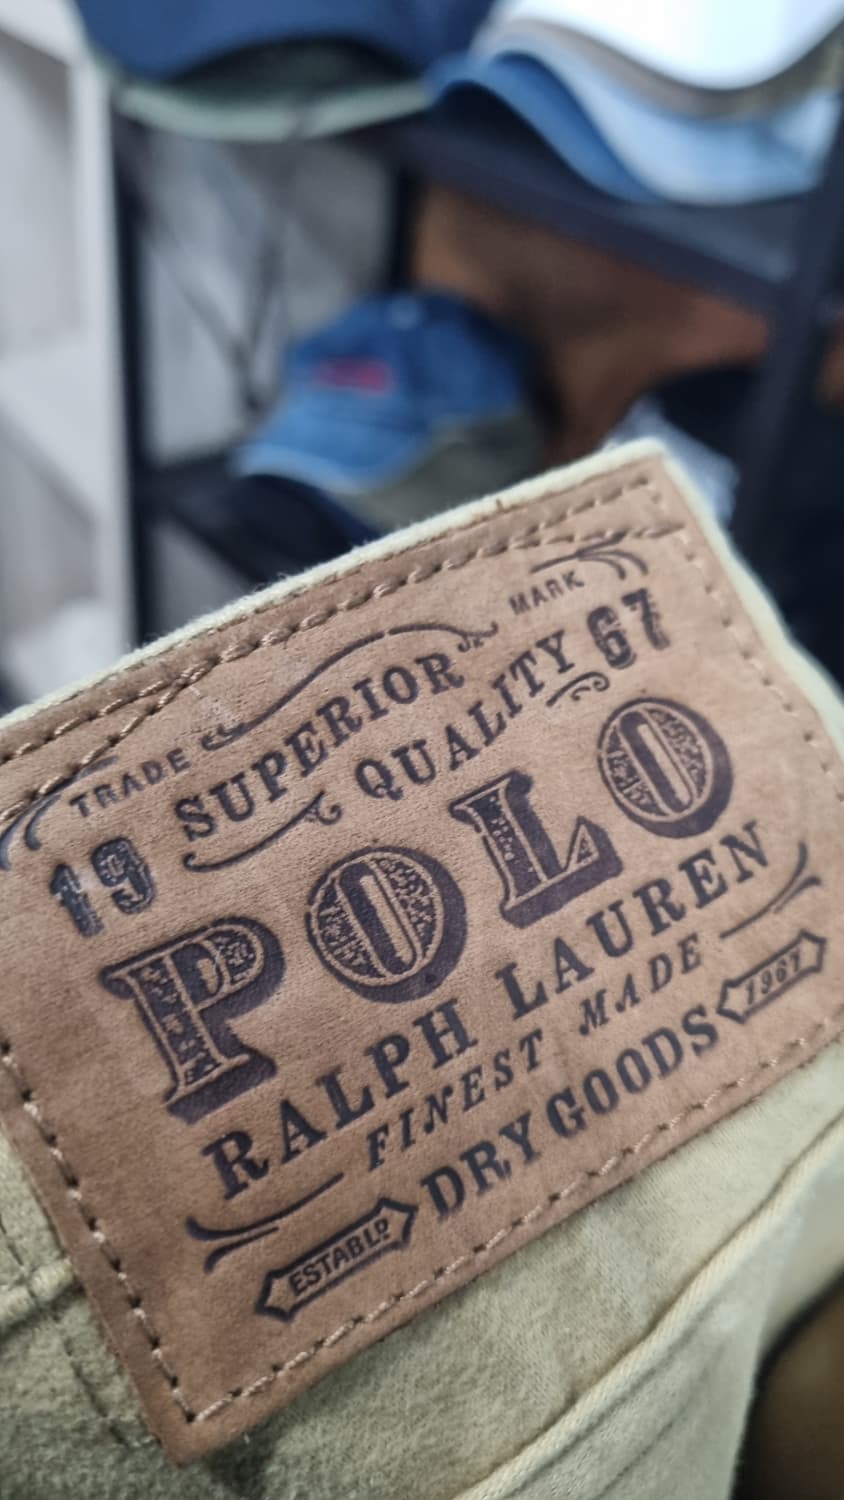 TRADE MARK
SUPERIOR
19 QUALITY 67
POLO
RALPH LAUREN
FINEST MADE
DRY GOODS
ESTABLD 1967